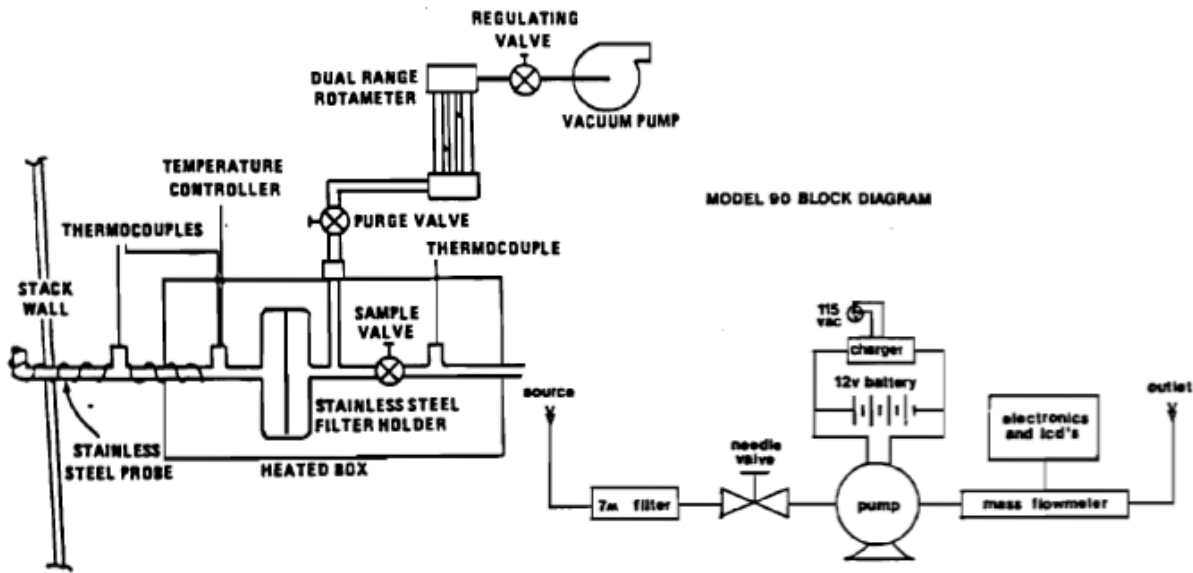 REGULATING
VALVE
DUAL RANGE
ROTAMETER
VACUUM PUMP
TEMPERATURE
CONTROLLER
PURGE VALVE
THERMOCOUPLES
THERMOCOUPLE
STACK
WALL
SAMPLE
VALVE
STAINLESS STEEL
FILTER HOLDER
STAINLESS
STEEL PROBE
HEATED BOX
MODEL 90 BLOCK DIAGRAM
115
vac
charger
12v battery
source
outlet
electronics
and lcd's
needle
valve
7м filter
pump
mass flowmeter